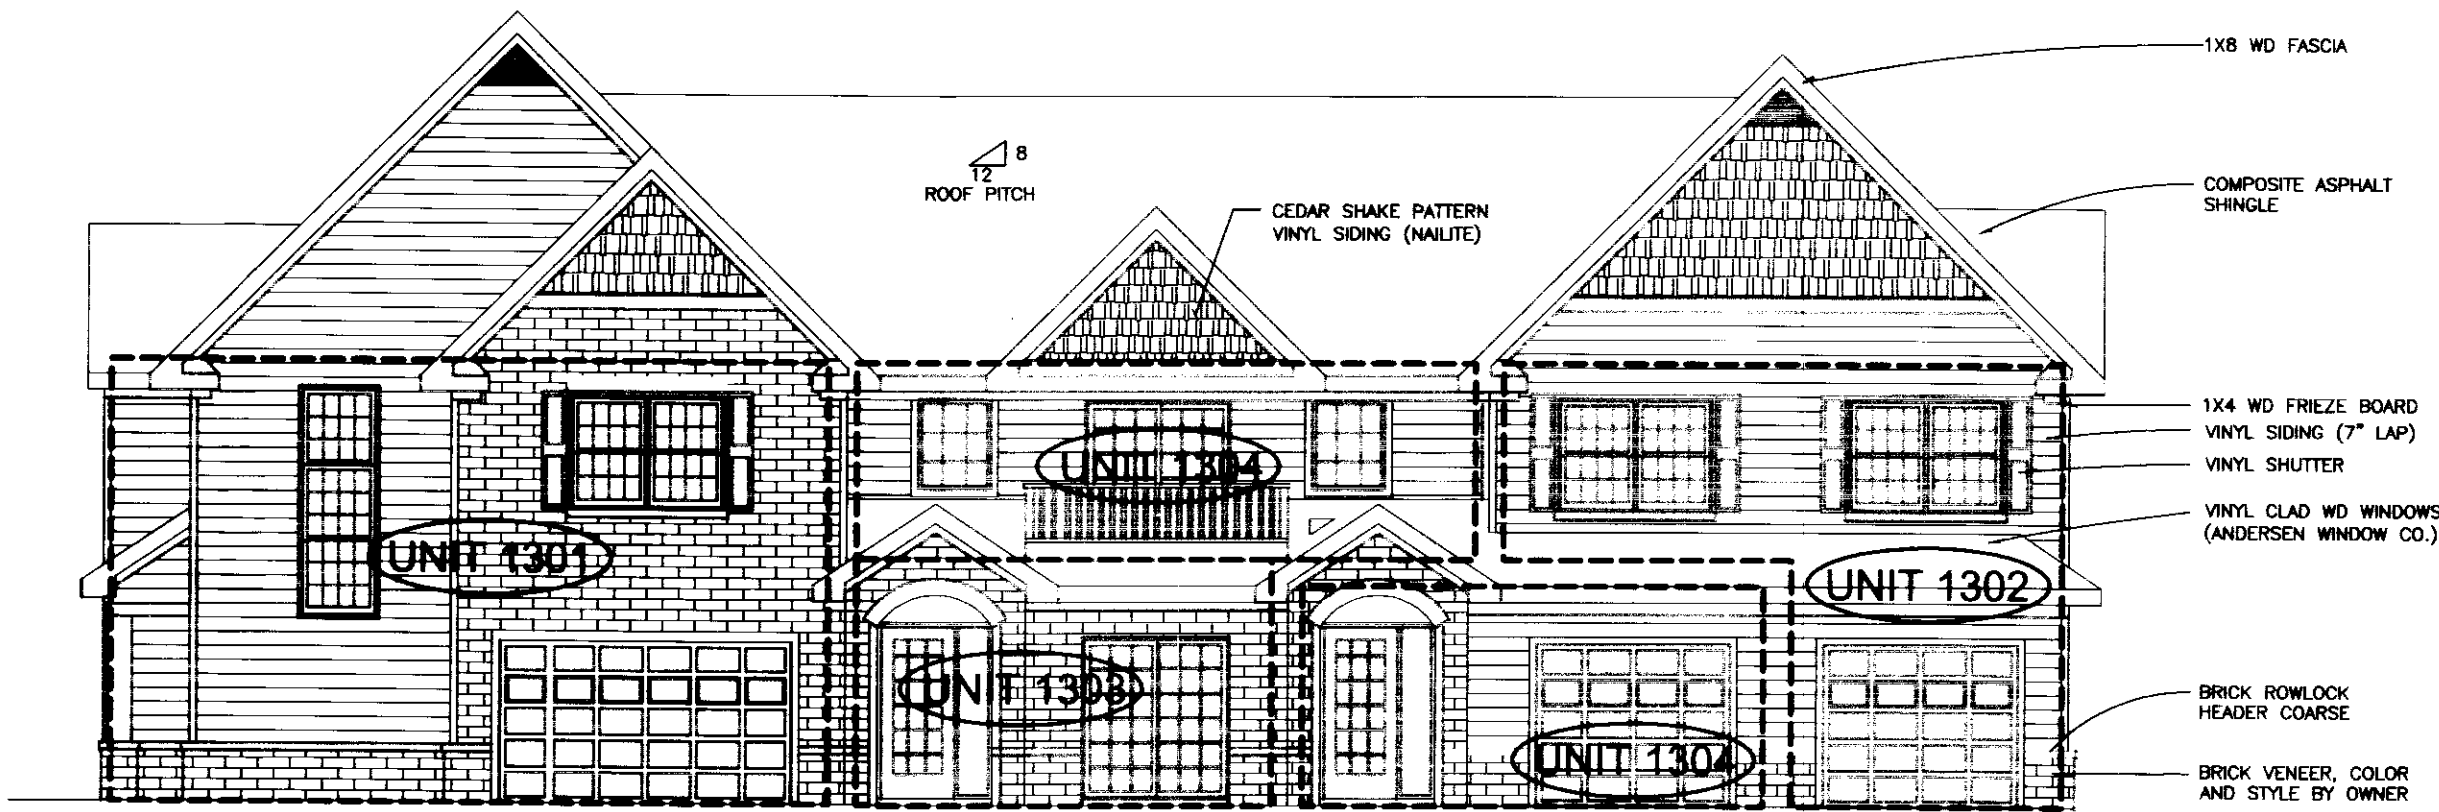 1X8 WD FASCIA
8
12
ROOF PITCH
CEDAR SHAKE PATTERN
VINYL SIDING (NAILITE)
COMPOSITE ASPHALT
SHINGLE
1X4 WD FRIEZE BOARD
VINYL SIDING (7" LAP)
VINYL SHUTTER
VINYL CLAD WD WINDOWS
(ANDERSEN WINDOW CO.)
UNIT 1304
UNIT 1301
UNIT 1302
UNIT 1303
UNIT 1304
BRICK ROWLOCK
HEADER COARSE
BRICK VENEER, COLOR
AND STYLE BY OWNER